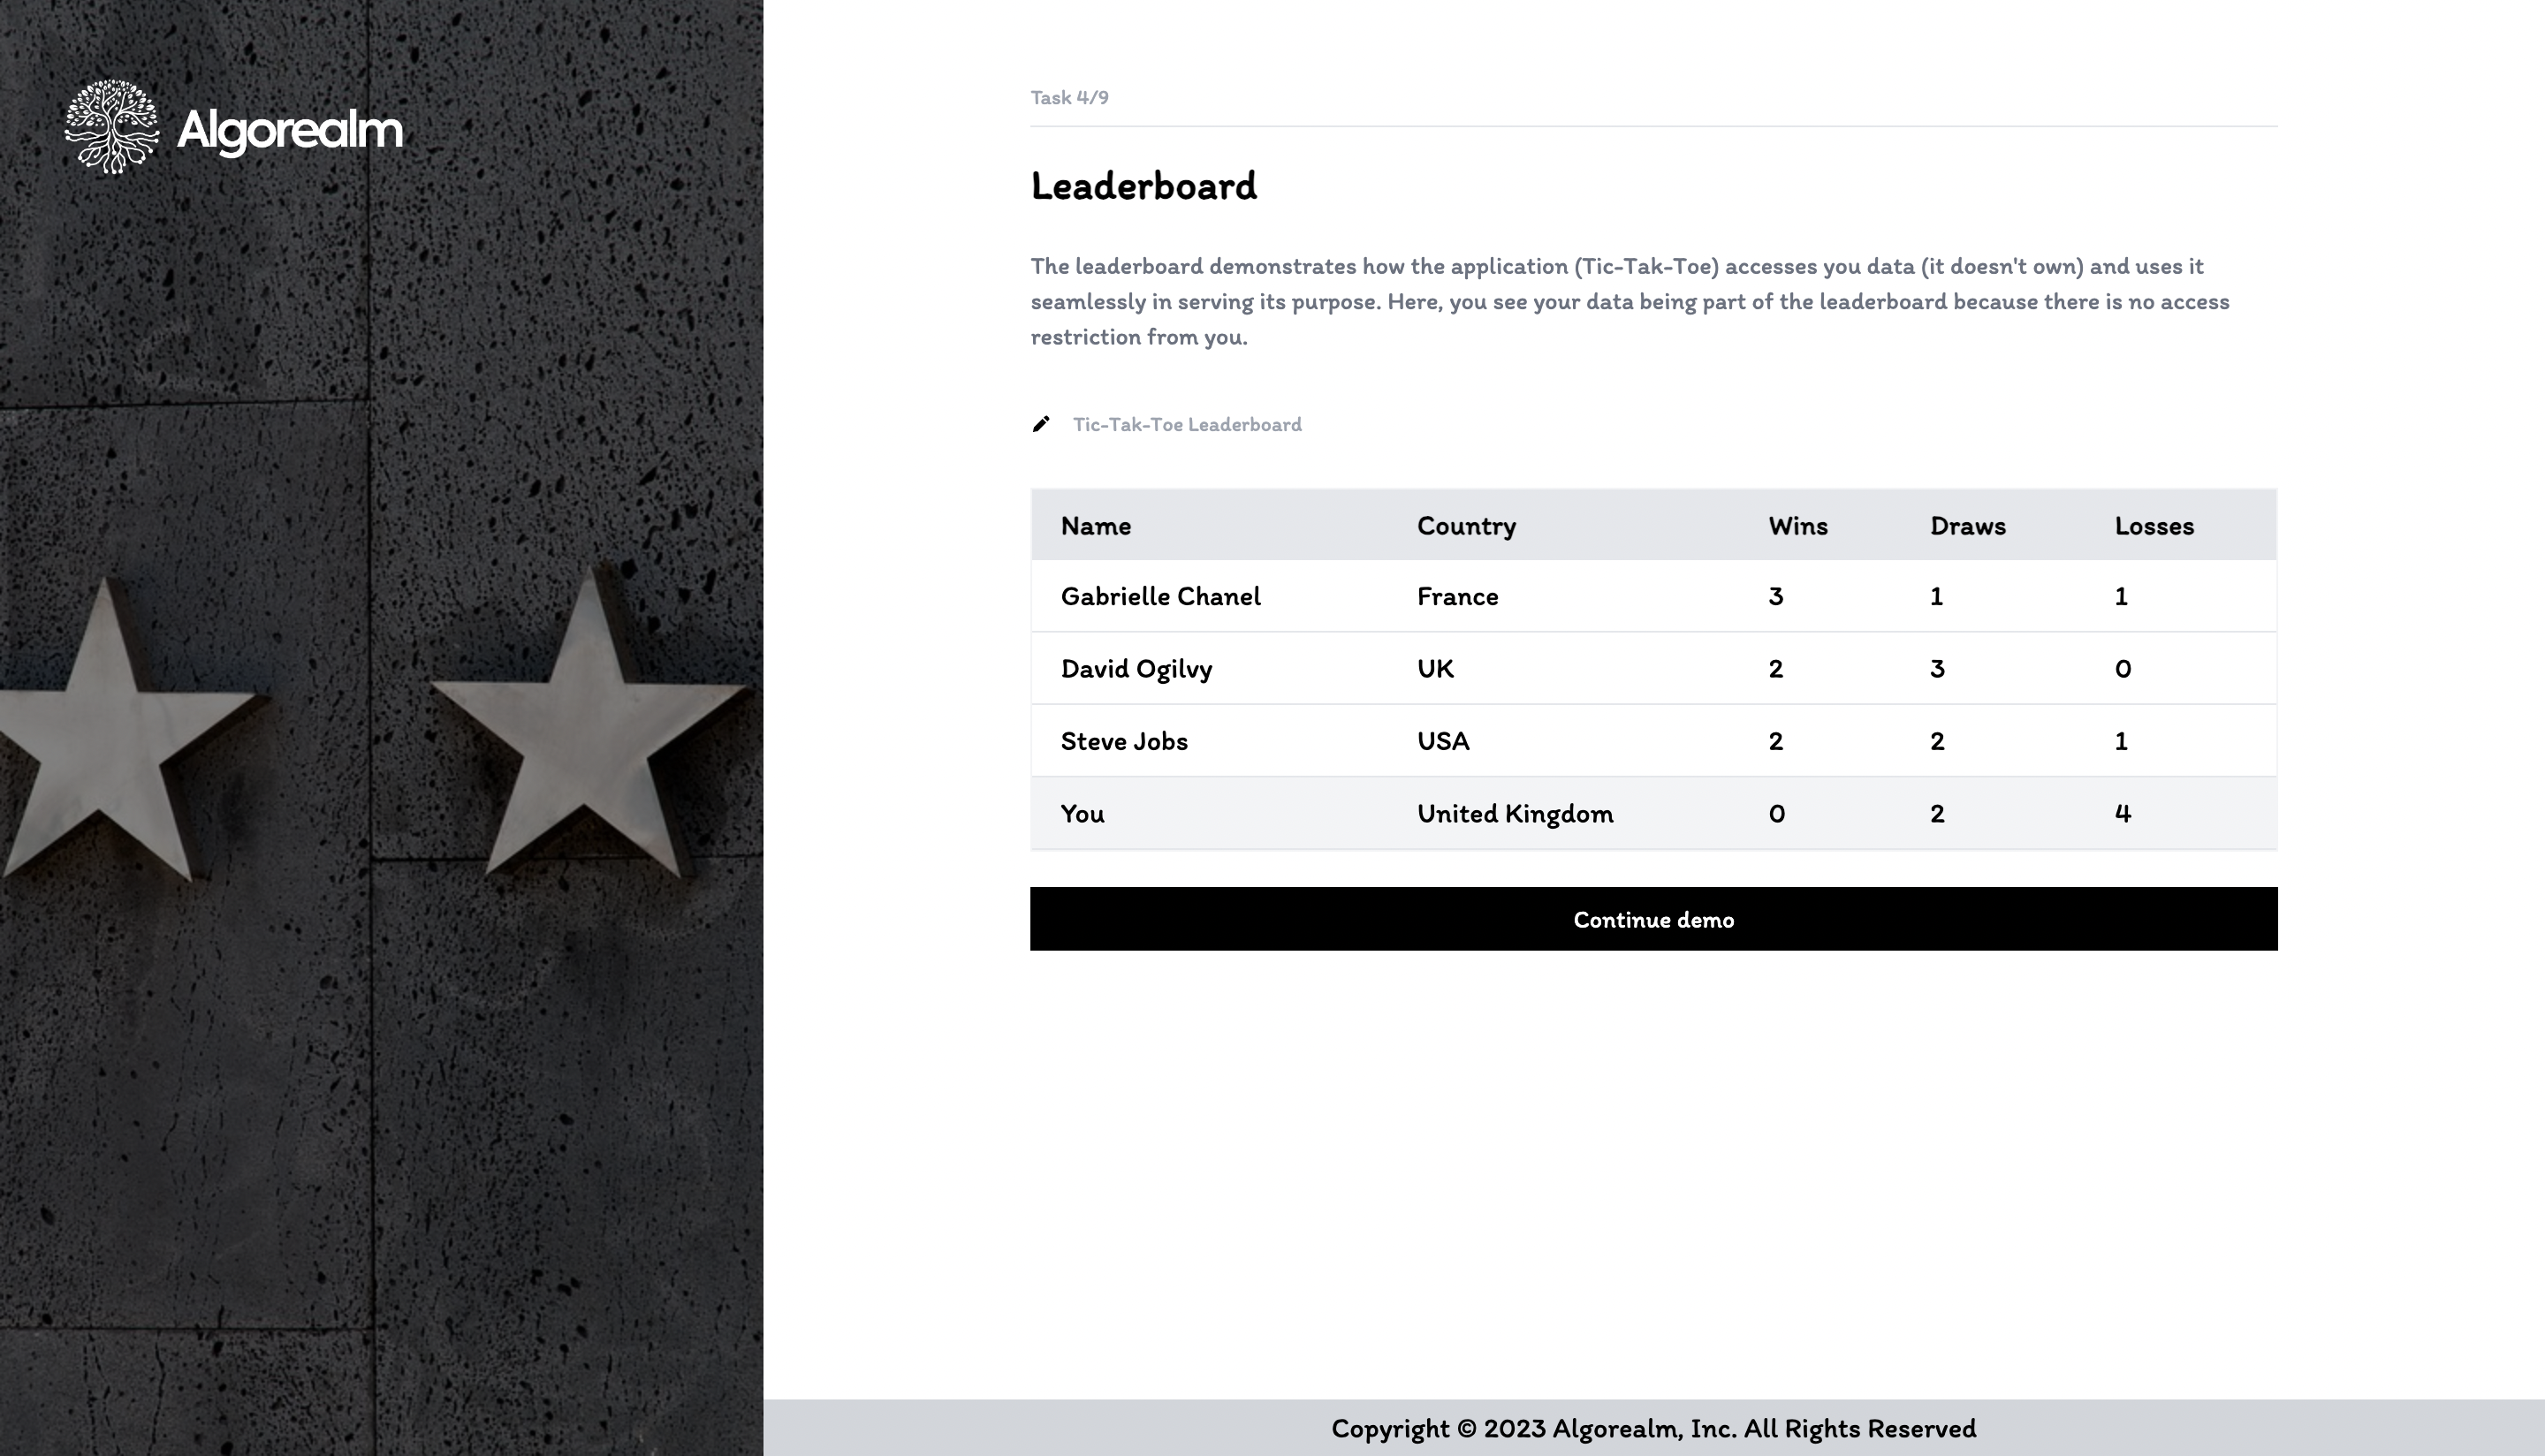 Algorealm
Task 4/9
Leaderboard
The leaderboard demonstrates how the application (Tic-Tak-Toe) accesses you data (it doesn't own) and uses it
seamlessly in serving its purpose. Here, you see your data being part of the leaderboard because there is no access
restriction from you.
Tic-Tak-Toe Leaderboard
Name Country Wins Draws Losses
Gabrielle Chanel France 3 1 1
David Ogilvy UK 2 3 0
Steve Jobs USA 2 2 1
You United Kingdom 0 2 4
Continue demo
Copyright © 2023 Algorealm, Inc. All Rights Reserved